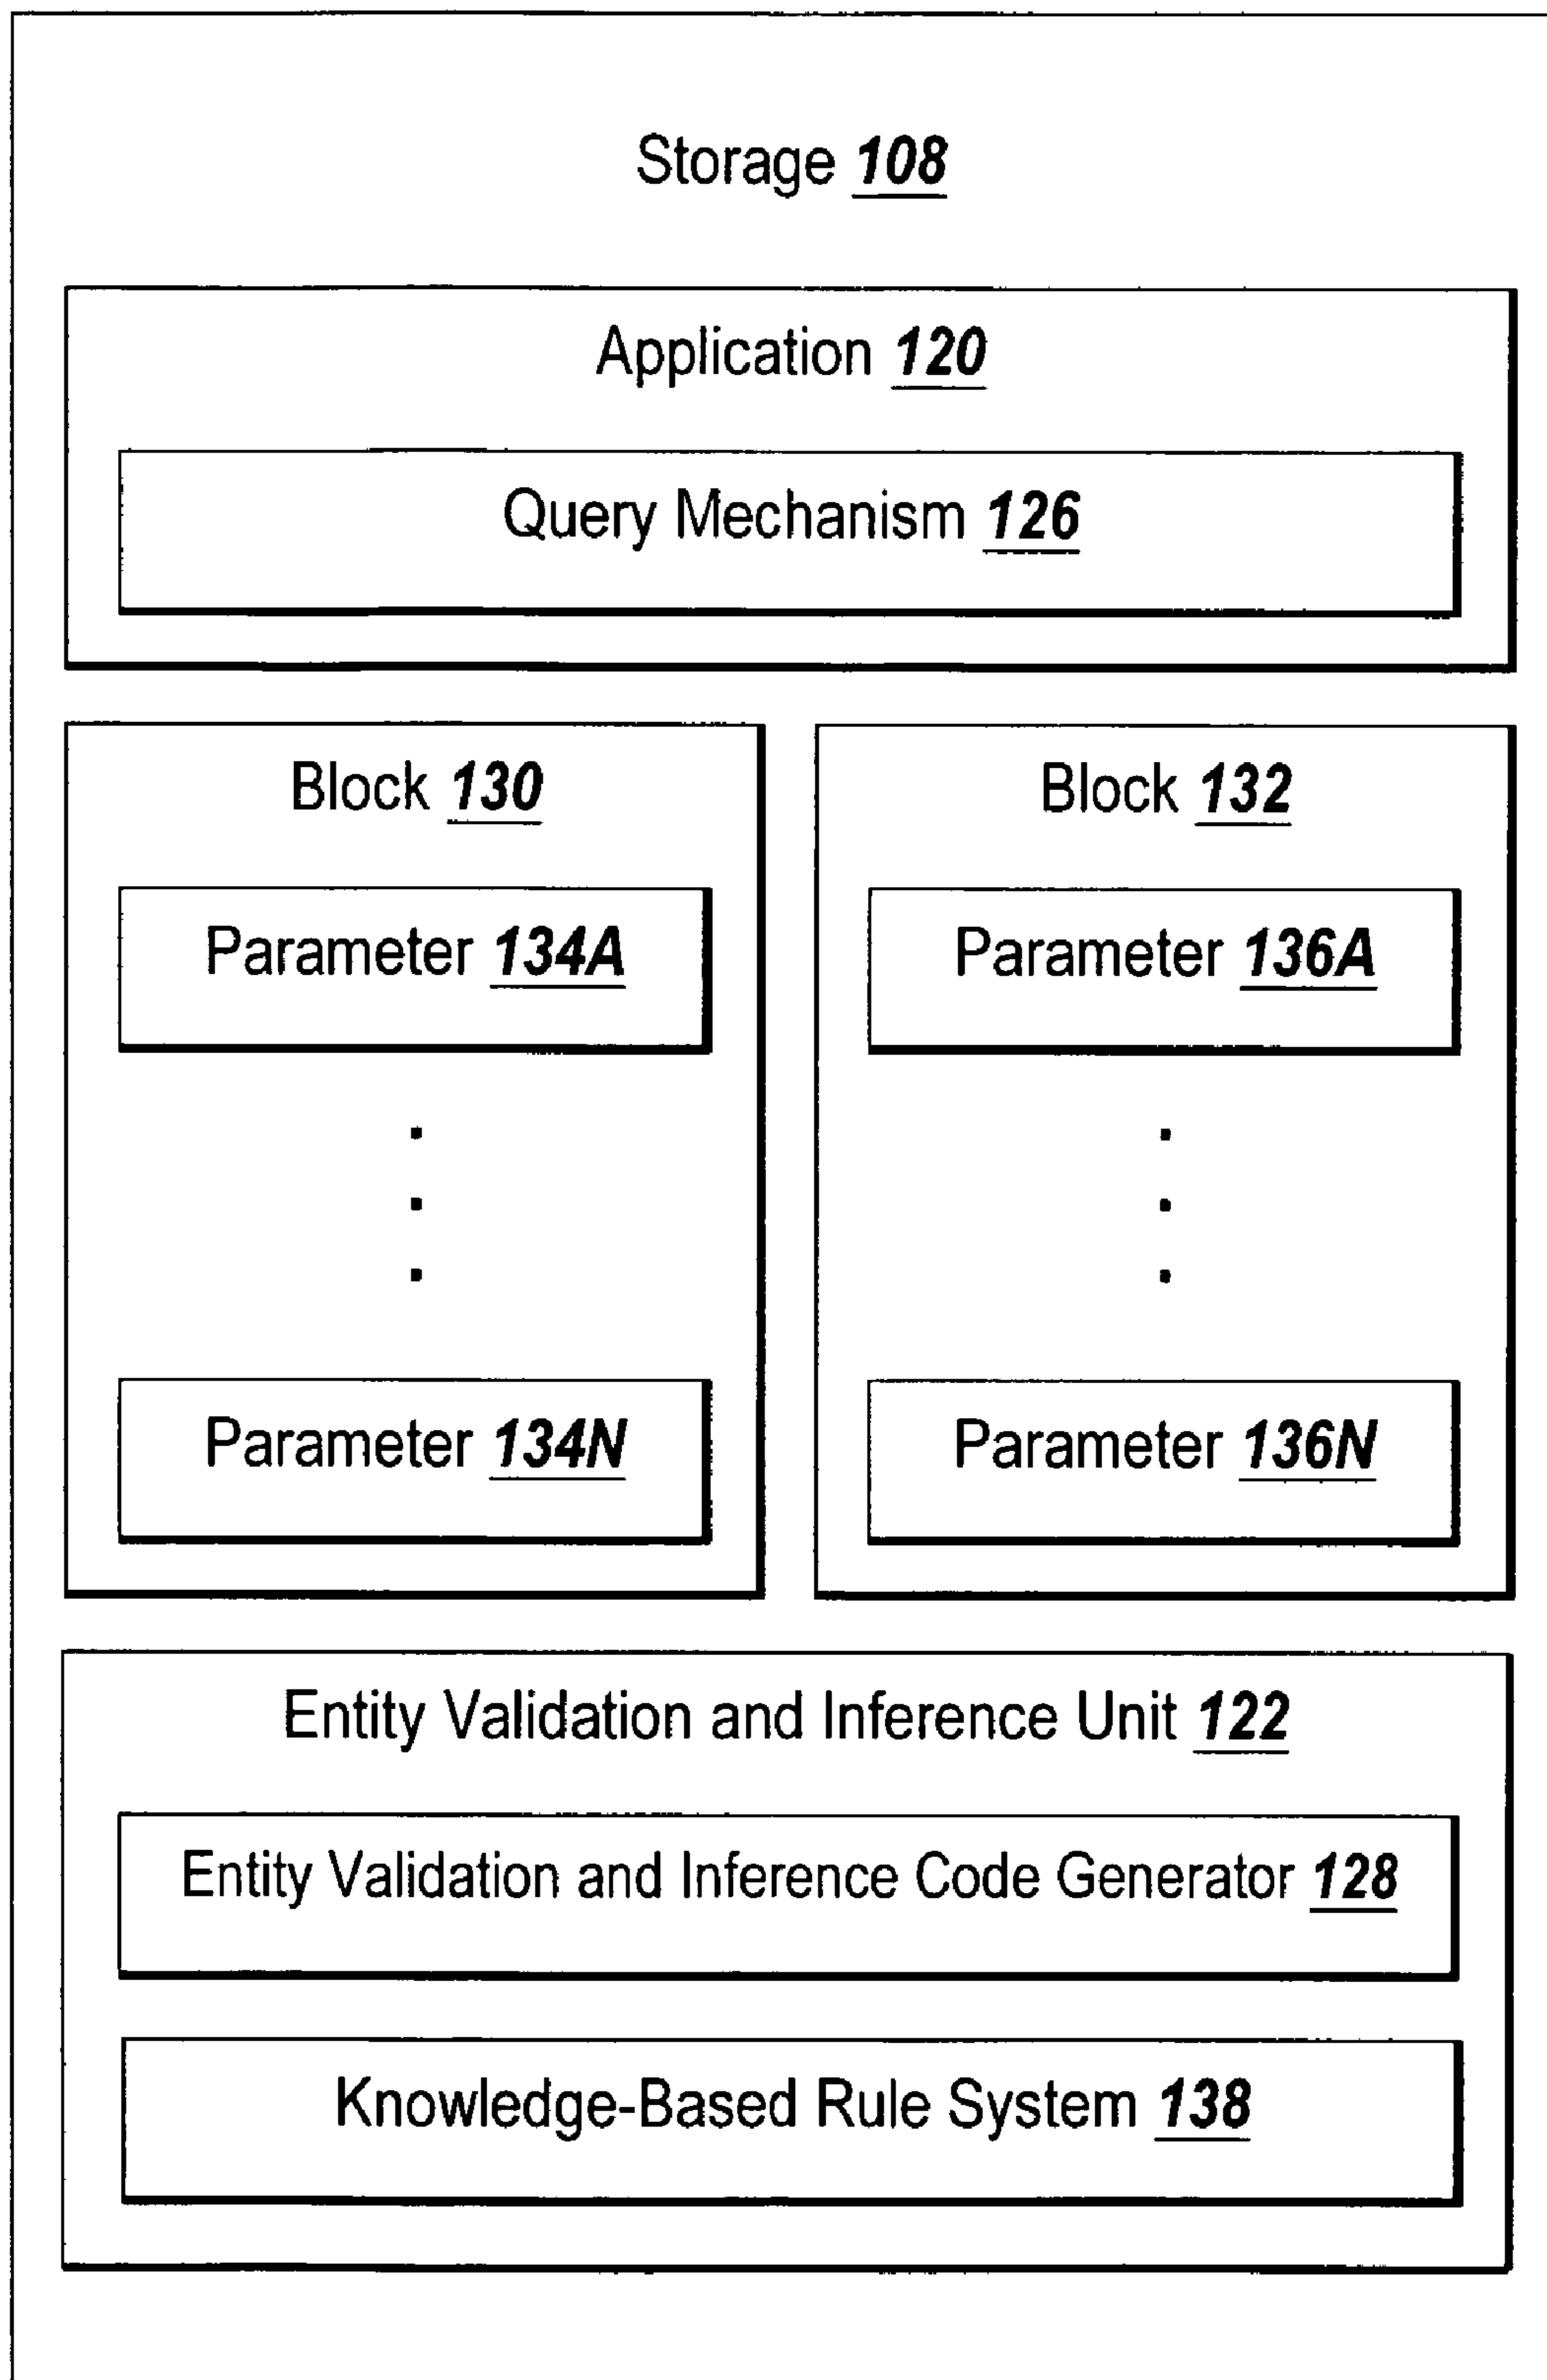 Storage 108
Application 120
Query Mechanism 126
Block 130
Parameter 134A
Parameter 134N
Block 132
Parameter 136A
Parameter 136N
Entity Validation and Inference Unit 122
Entity Validation and Inference Code Generator 128
Knowledge-Based Rule System 138